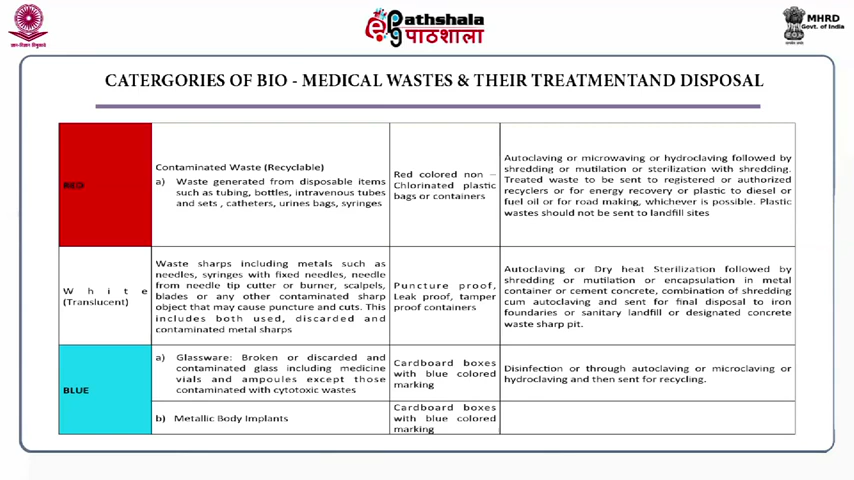 ePathshala
पाठशाला
MHRD
Govt. of India
CATERGORIES OF BIO - MEDICAL WASTES & THEIR TREATMENTAND DISPOSAL
RED
Contaminated Waste (Recyclable)
a) Waste generated from disposable items
such as tubing, bottles, intravenous tubes
and sets , catheters, urines bags, syringes
Red colored non –
Chlorinated plastic
bags or containers
Autoclaving or microwaving or hydroclaving followed by
shredding or mutilation or sterilization with shredding.
Treated waste to be sent to registered or authorized
recyclers or for energy recovery or plastic to diesel or
fuel oil or for road making, whichever is possible. Plastic
wastes should not be sent to landfill sites
White
(Translucent)
Waste sharps including metals such as
needles, syringes with fixed needles, needle
from needle tip cutter or burner, scalpels,
blades or any other contaminated sharp
object that may cause puncture and cuts. This
includes both used, discarded and
contaminated metal sharps
Puncture proof,
Leak proof, tamper
proof containers
Autoclaving or Dry heat Sterilization followed by
shredding or mutilation or encapsulation in metal
container or cement concrete, combination of shredding
cum autoclaving and sent for final disposal to iron
foundaries or sanitary landfill or designated concrete
waste sharp pit.
BLUE
a) Glassware: Broken or discarded and
contaminated glass including medicine
vials and ampoules except those
contaminated with cytotoxic wastes
Cardboard boxes
with blue colored
marking
Disinfection or through autoclaving or microclaving or
hydroclaving and then sent for recycling.
b) Metallic Body Implants
Cardboard boxes
with blue colored
marking